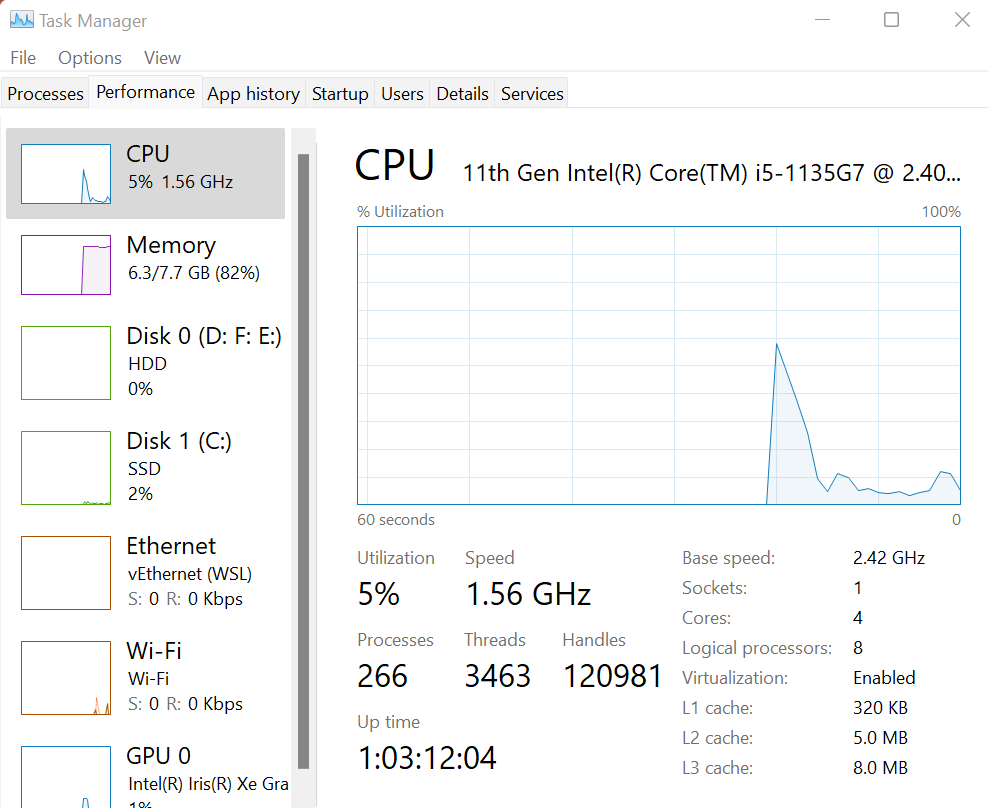 Task Manager
File Options View
Processes Performance App history Startup Users Details Services
CPU
5% 1.56 GHz
Memory
6.3/7.7 GB (82%)
Disk 0 (D: F: E:)
HDD
0%
Disk 1 (C:)
SSD
2%
Ethernet
vEthernet (WSL)
S: 0 R: 0 Kbps
Wi-Fi
Wi-Fi
S: 0 R: 0 Kbps
GPU 0
Intel(R) Iris(R) Xe Gra
1%
CPU 11th Gen Intel(R) Core(TM) i5-1135G7 @ 2.40...
% Utilization 100%
60 seconds 0
Utilization Speed
5% 1.56 GHz
Processes Threads Handles
266 3463 120981
Up time
1:03:12:04
Base speed: 2.42 GHz
Sockets: 1
Cores: 4
Logical processors: 8
Virtualization: Enabled
L1 cache: 320 KB
L2 cache: 5.0 MB
L3 cache: 8.0 MB